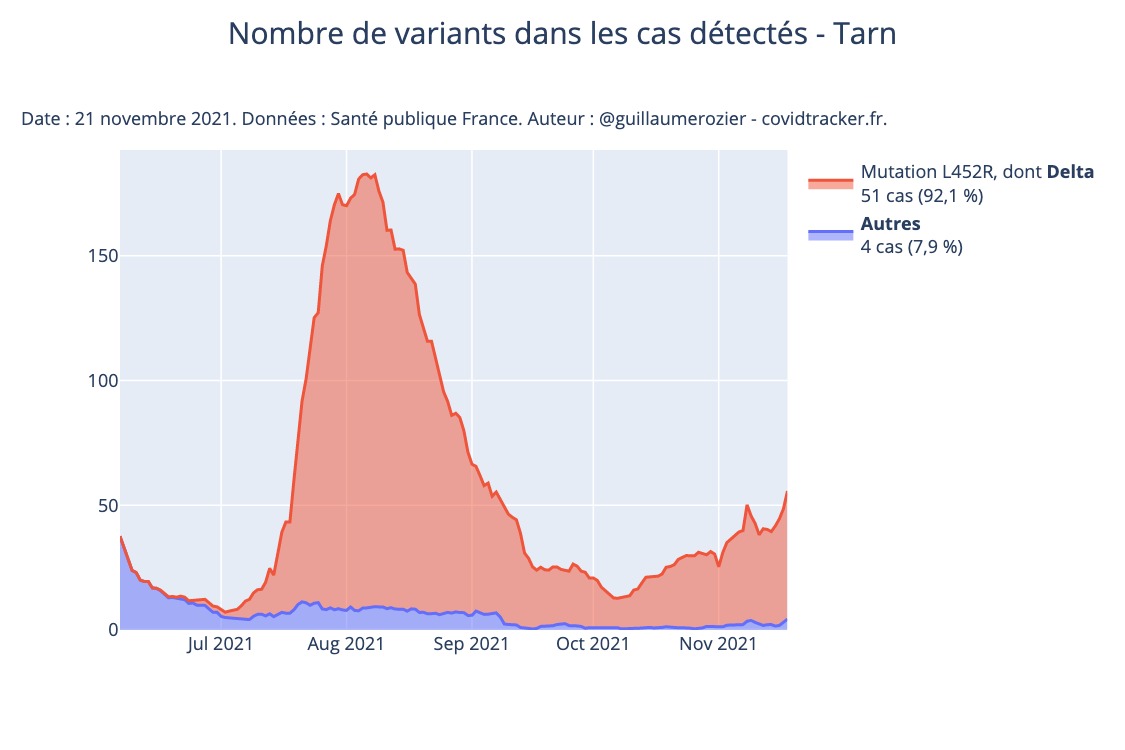 Nombre de variants dans les cas détectés - Tarn
Date : 21 novembre 2021. Données : Santé publique France. Auteur : @guillaumerozier - covidtracker.fr.
Mutation L452R, dont Delta
51 cas (92,1 %)
Autres
4 cas (7,9 %)
150
100
50
0
Jul 2021
Aug 2021
Sep 2021
Oct 2021
Nov 2021